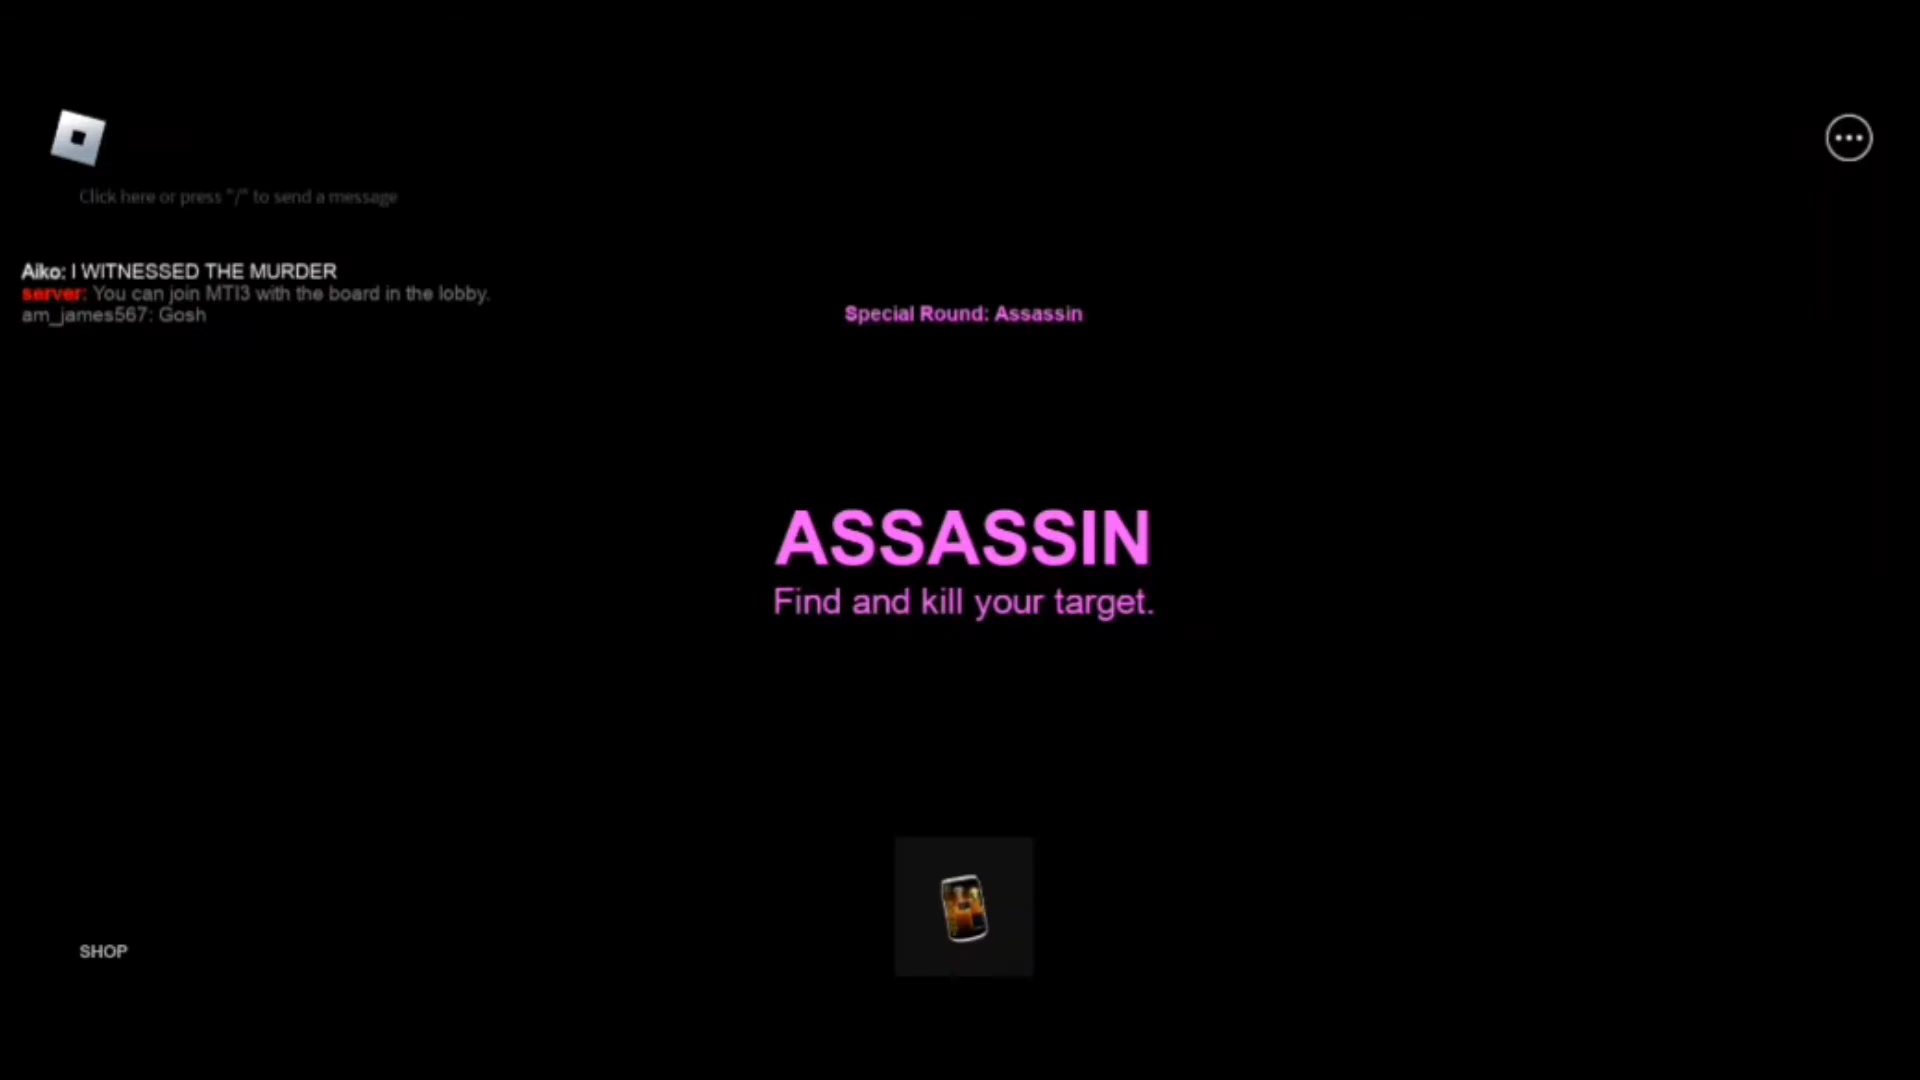 Click here or press "/" to send a message
Aiko: I WITNESSED THE MURDER
server: You can join MTI3 with the board in the lobby.
am_james567: Gosh
Special Round: Assassin
ASSASSIN
Find and kill your target.
SHOP